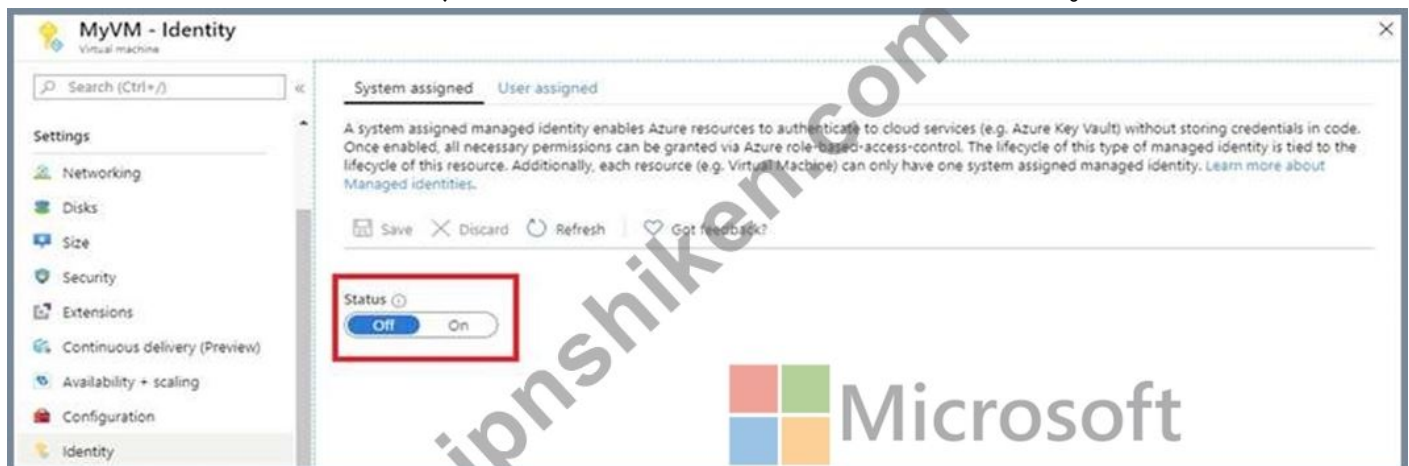 MyVM - Identity
Virtual machine
Search (Ctrl+/)
«
Settings
Networking
Disks
Size
Security
Extensions
Continuous delivery (Preview)
Availability + scaling
Configuration
Identity
System assigned User assigned
A system assigned managed identity enables Azure resources to authenticate to cloud services (e.g. Azure Key Vault) without storing credentials in code.
Once enabled, all necessary permissions can be granted via Azure role-based-access-control. The lifecycle of this type of managed identity is tied to the
lifecycle of this resource. Additionally, each resource (e.g. Virtual Machine) can only have one system assigned managed identity. Learn more about
Managed identities.
Save Discard Refresh Got feedback?
Status
Off On
Microsoft
jpnshiken.com